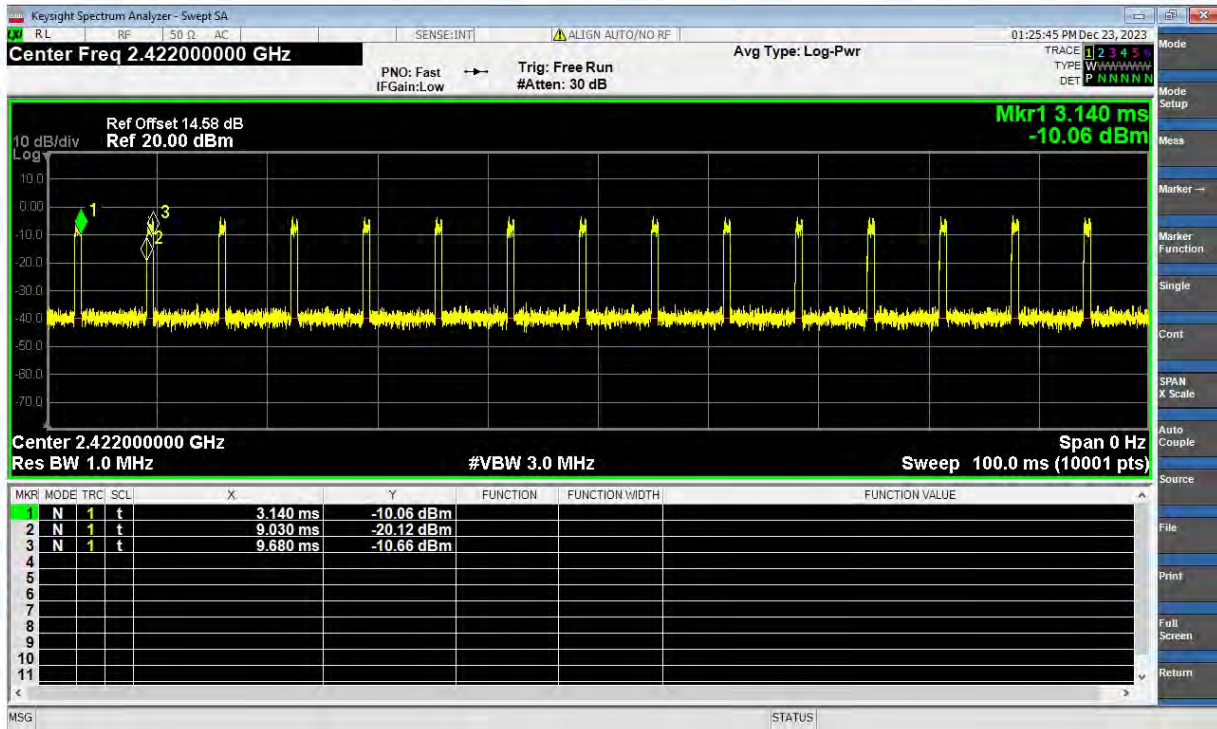 Keysight Spectrum Analyzer - Swept SA
RL RF 50 Ω AC SENSE:INT ALIGN AUTO/NO RF 01:25:45 PM Dec 23, 2023
Center Freq 2.422000000 GHz
Avg Type: Log-Pwr
TRACE 1 2 3 4 5 6
TYPE W
DET P N N N N N
PNO: Fast
IFGain:Low
Trig: Free Run
#Atten: 30 dB
Mkr1 3.140 ms
-10.06 dBm
Ref Offset 14.58 dB
10 dB/div Ref 20.00 dBm
Log
10.0
0.00
-10.0
-20.0
-30.0
-40.0
-50.0
-60.0
-70.0
1
3
2
Center 2.422000000 GHz
Span 0 Hz
Res BW 1.0 MHz #VBW 3.0 MHz Sweep 100.0 ms (10001 pts)
MKR MODE TRC SCL X Y FUNCTION FUNCTION WIDTH FUNCTION VALUE
1 N 1 t 3.140 ms -10.06 dBm
2 N 1 t 9.030 ms -20.12 dBm
3 N 1 t 9.680 ms -10.66 dBm
4
5
6
7
8
9
10
11
MSG STATUS
Mode
Mode
Setup
Meas
Marker →
Marker
Function
Single
Cont
SPAN
X Scale
Auto
Couple
Source
File
Print
Full
Screen
Return